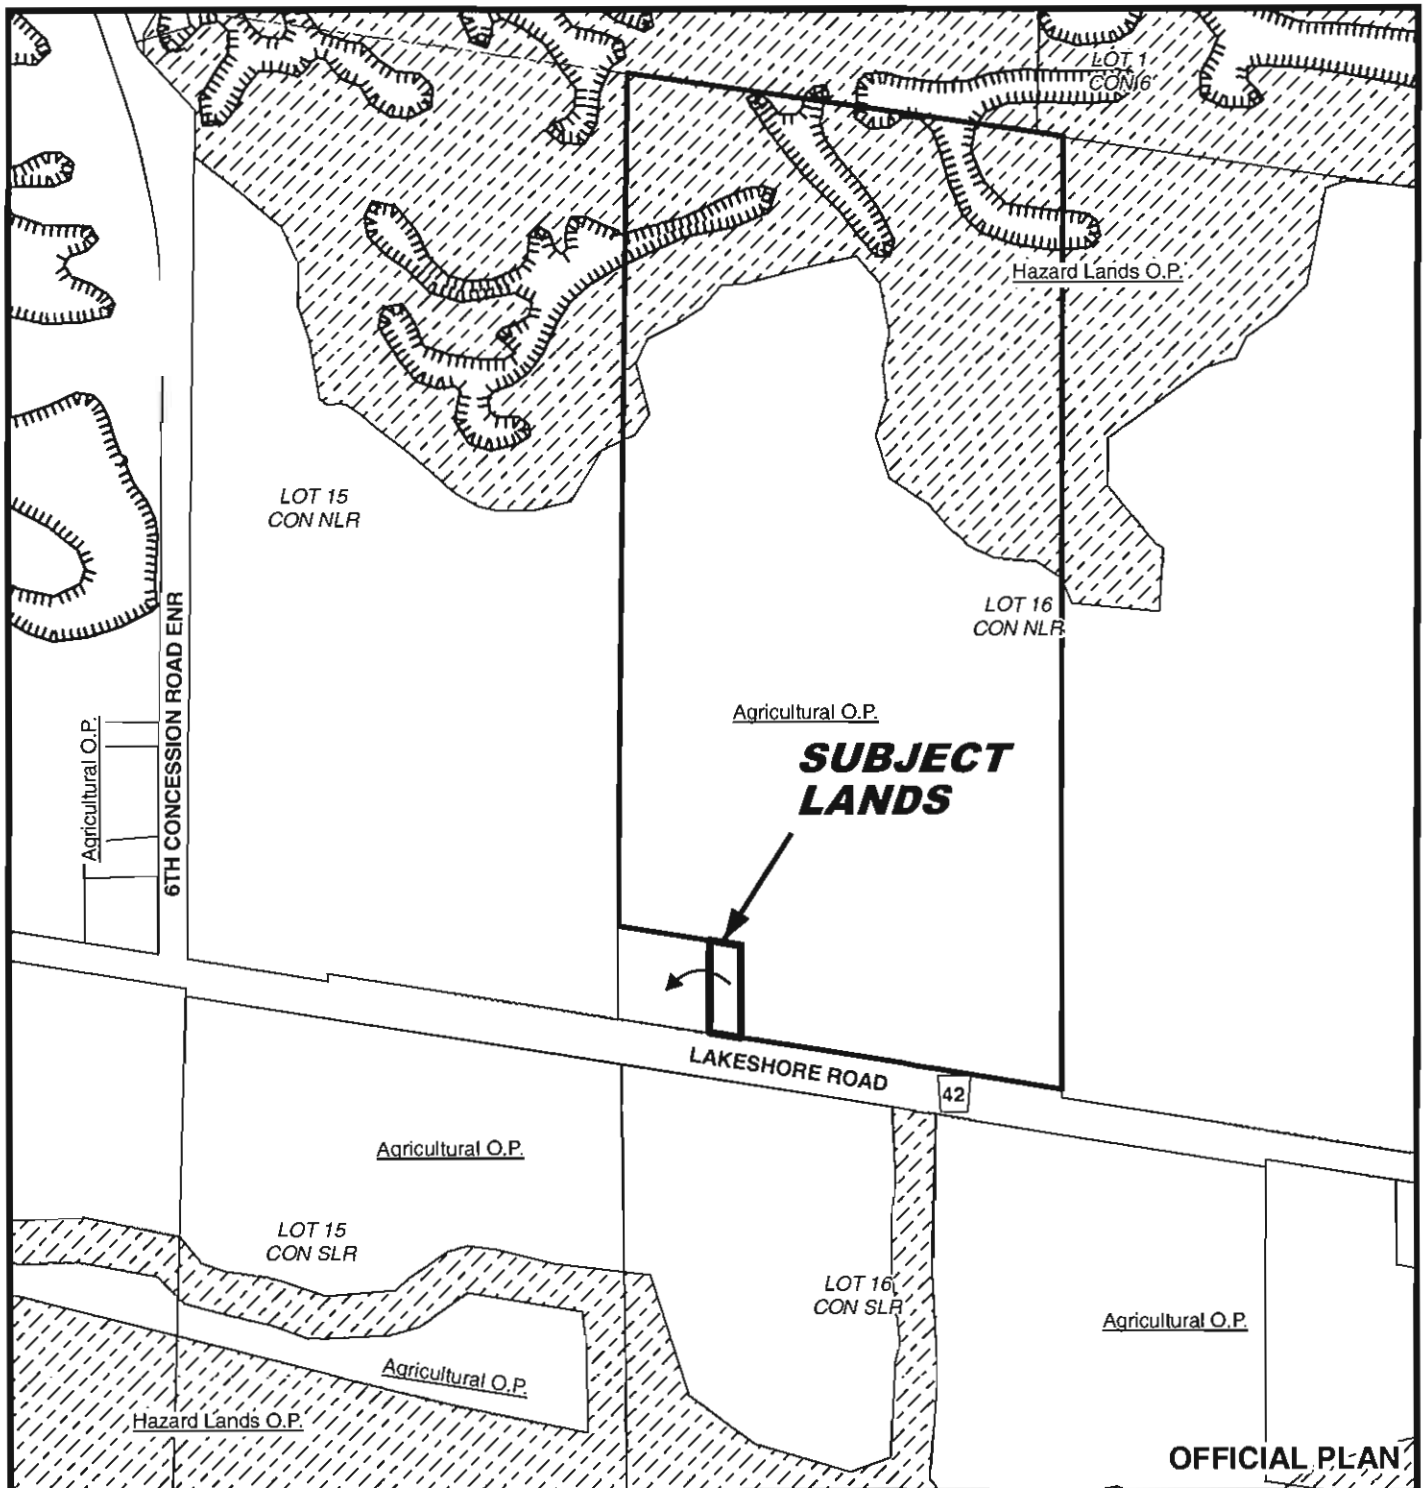 LOT 1
CON 6
Hazard Lands O.P.
LOT 15
CON NLR
LOT 16
CON NLR
6TH CONCESSION ROAD ENR
Agricultural O.P.
Agricultural O.P.
SUBJECT
LANDS
LAKESHORE ROAD
42
Agricultural O.P.
LOT 15
CON SLR
LOT 16
CON SLR
Agricultural O.P.
Agricultural O.P.
Hazard Lands O.P.
OFFICIAL PLAN